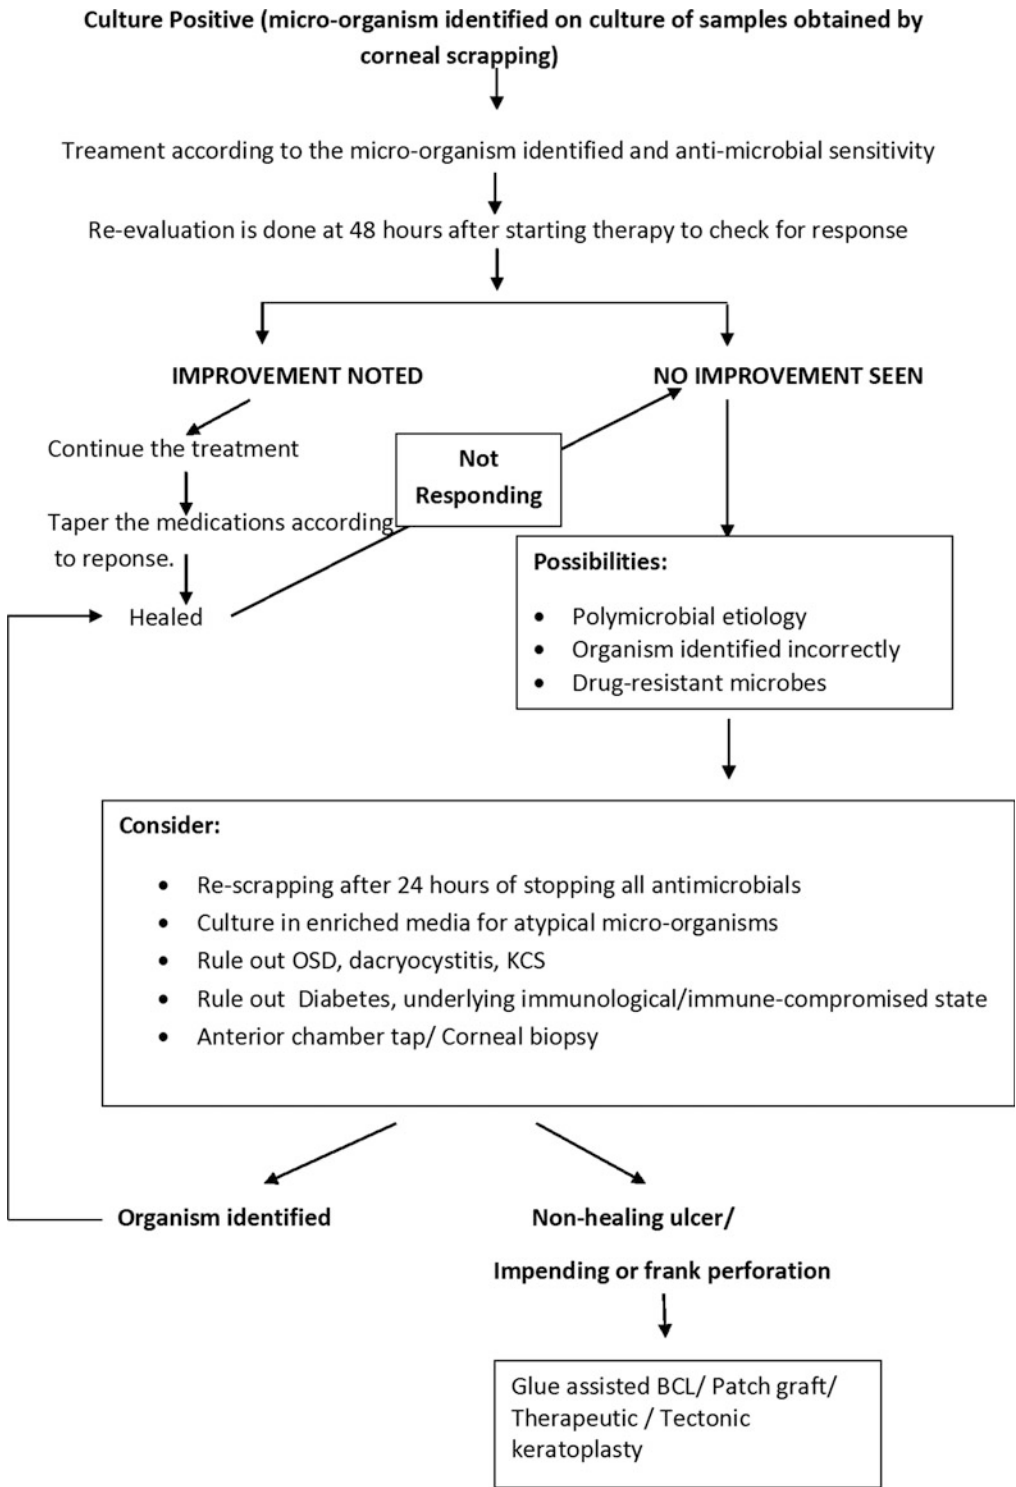 Culture Positive (micro-organism identified on culture of samples obtained by
corneal scrapping)
Treament according to the micro-organism identified and anti-microbial sensitivity
Re-evaluation is done at 48 hours after starting therapy to check for response
IMPROVEMENT NOTED
NO IMPROVEMENT SEEN
Continue the treatment
Not
Responding
Taper the medications according
to reponse.
Healed
Possibilities:
• Polymicrobial etiology
• Organism identified incorrectly
• Drug-resistant microbes
Consider:
• Re-scrapping after 24 hours of stopping all antimicrobials
• Culture in enriched media for atypical micro-organisms
• Rule out OSD, dacryocystitis, KCS
• Rule out Diabetes, underlying immunological/immune-compromised state
• Anterior chamber tap/ Corneal biopsy
Organism identified
Non-healing ulcer/
Impending or frank perforation
Glue assisted BCL/ Patch graft/
Therapeutic / Tectonic
keratoplasty